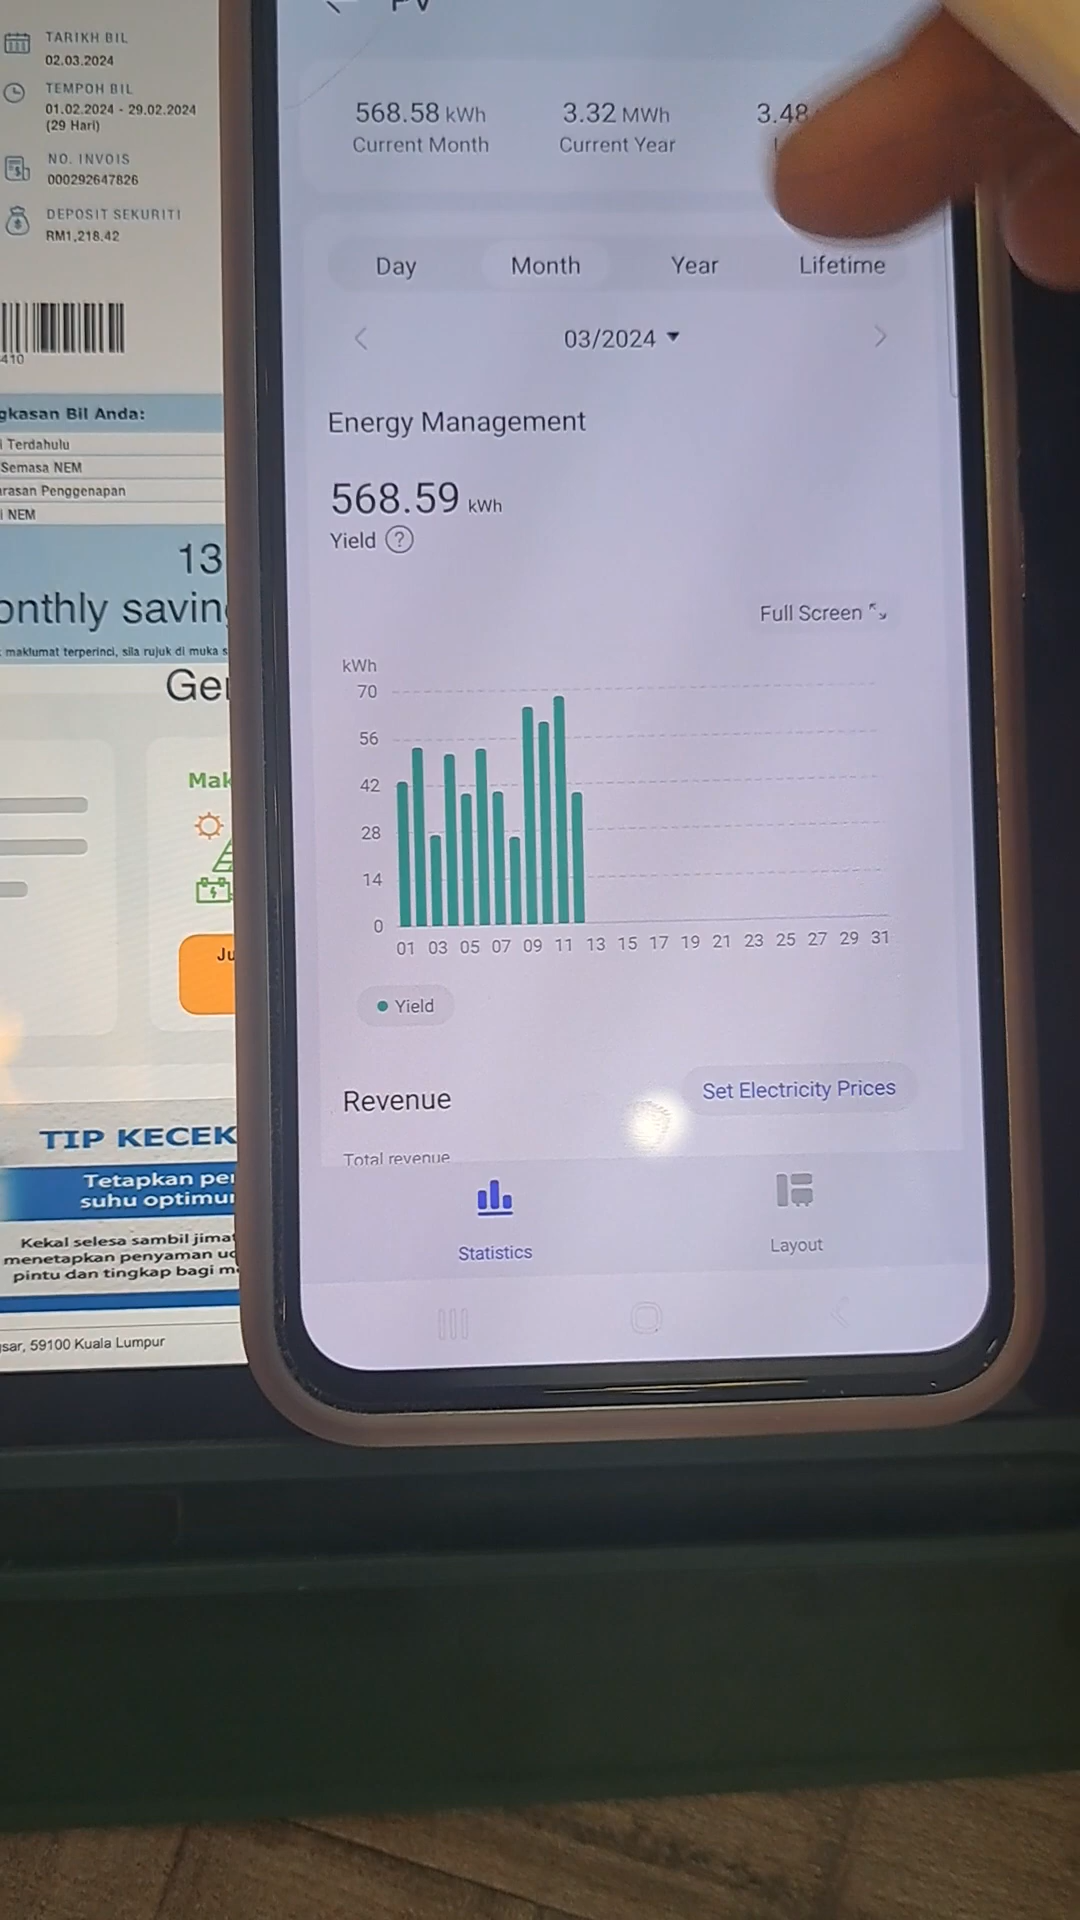 TARIKH BIL
02.03.2024
TEMPOH BIL
01.02.2024 - 29.02.2024
(29 Hari)
NO. INVOIS
000292647826
DEPOSIT SEKURITI
RM1,218.42
410
gkasan Bil Anda:
Terdahulu
Semasa NEM
arasan Penggenapan
NEM
13
onthly savin
maklumat terperinci, sila rujuk di muka s
Ge
Mak
Ju
TIP KECEK
Tetapkan pe
suhu optimu
Kekal selesa sambil jima
menetapkan penyaman u
pintu dan tingkap bagi m
sar, 59100 Kuala Lumpur
PV
568.58 kWh
Current Month
3.32 MWh
Current Year
3.48
Day Month Year Lifetime
< 03/2024 ▼ >
Energy Management
568.59 kWh
Yield ?
Full Screen
kWh
70
56
42
28
14
0
01 03 05 07 09 11 13 15 17 19 21 23 25 27 29 31
Yield
Revenue
Set Electricity Prices
Total revenue
Statistics
Layout